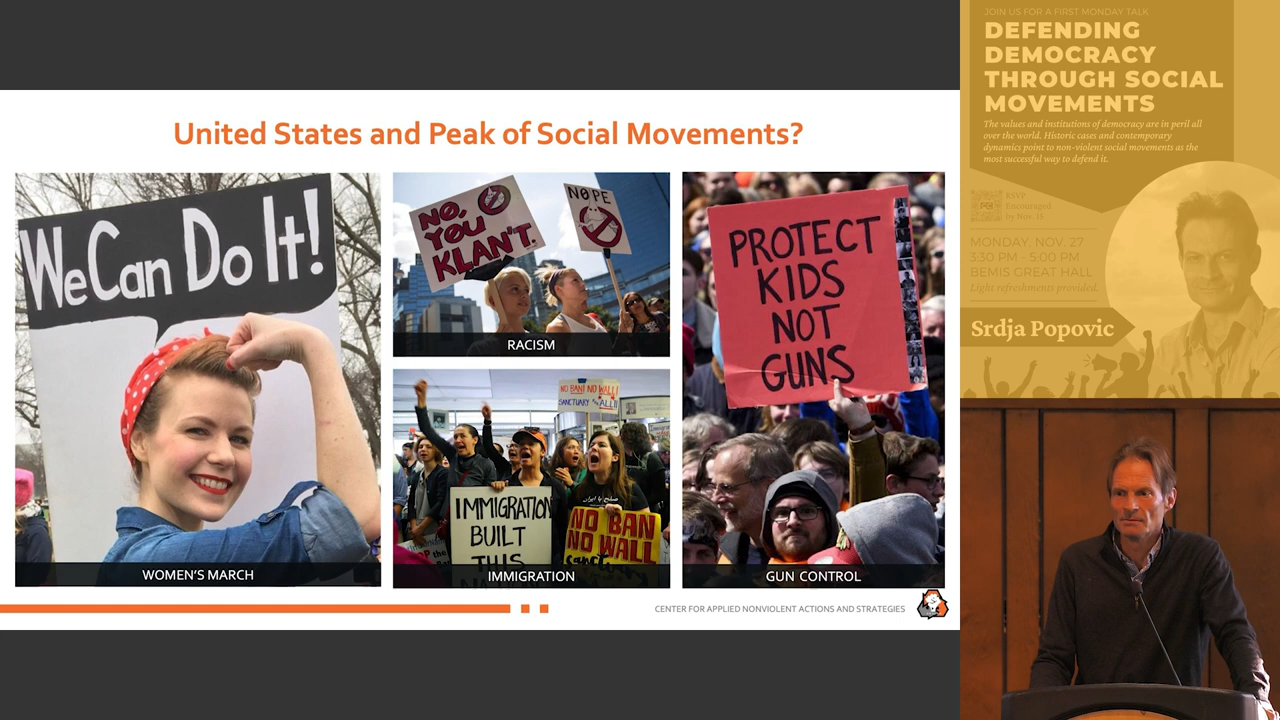 United States and Peak of Social Movements?
We Can Do It!
WOMEN'S MARCH
NO,
YOU
KLAN'T.
NOPE
RACISM
NO BAN! NO WALL!
SANCTUARY
ALL!!
IMMIGRATION
BUILT
THIS
NO BAN
NO WALL
IMMIGRATION
PROTECT
KIDS
NOT
GUNS
GUN CONTROL
CENTER FOR APPLIED NONVIOLENT ACTIONS AND STRATEGIES
JOIN US FOR A FIRST MONDAY TALK
DEFENDING
DEMOCRACY
THROUGH SOCIAL
MOVEMENTS
The values and institutions of democracy are in peril all
over the world. Historic cases and contemporary
dynamics point to non-violent social movements as the
most successful way to defend it.
RSVP
Encouraged
by Nov. 15
MONDAY, NOV. 27
3:30 PM - 5:00 PM
BEMIS GREAT HALL
Light refreshments provided.
Srdja Popovic